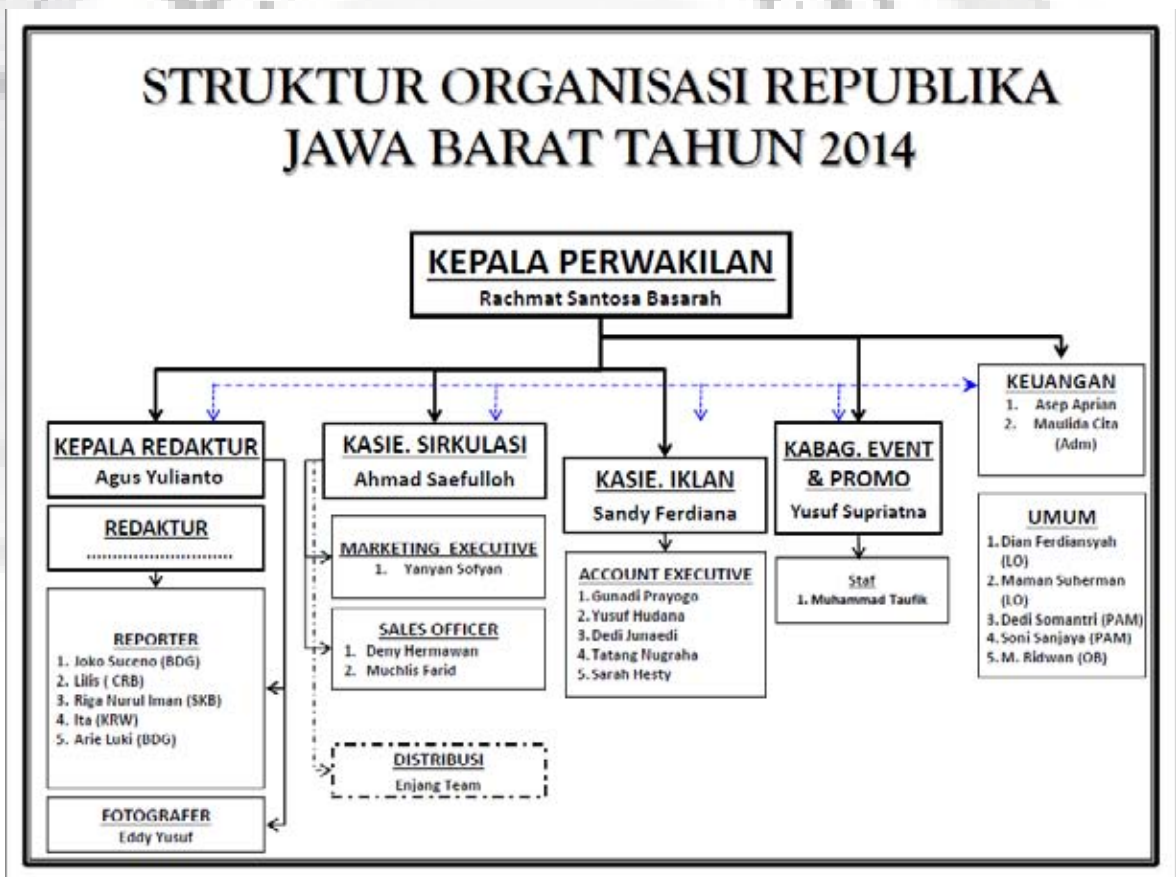 STRUKTUR ORGANISASI REPUBLIKA
JAWA BARAT TAHUN 2014
KEPALA PERWAKILAN
Rachmat Santosa Basarah
KEPALA REDAKTUR
Agus Yulianto
REDAKTUR
................................
REPORTER
1. Joko Suceno (BDG)
2. Lilis ( CRB)
3. Riga Nurul Iman (SKB)
4. Ita (KRW)
5. Arie Luki (BDG)
FOTOGRAFER
Eddy Yusuf
KASIE. SIRKULASI
Ahmad Saefulloh
MARKETING EXECUTIVE
1. Yanyan Sofyan
SALES OFFICER
1. Deny Hermawan
2. Muchlis Farid
DISTRIBUSI
Enjang Team
KASIE. IKLAN
Sandy Ferdiana
ACCOUNT EXECUTIVE
1. Gunadi Prayogo
2. Yusuf Hudana
3. Dedi Junaedi
4. Tatang Nugraha
5. Sarah Hesty
KABAG. EVENT
& PROMO
Yusuf Supriatna
Staf
1. Muhammad Taufik
KEUANGAN
1. Asep Aprian
2. Maulida Cita
(Adm)
UMUM
1. Dian Ferdiansyah
(LO)
2. Maman Suherman
(LO)
3. Dedi Somantri (PAM)
4. Soni Sanjaya (PAM)
5. M. Ridwan (OB)